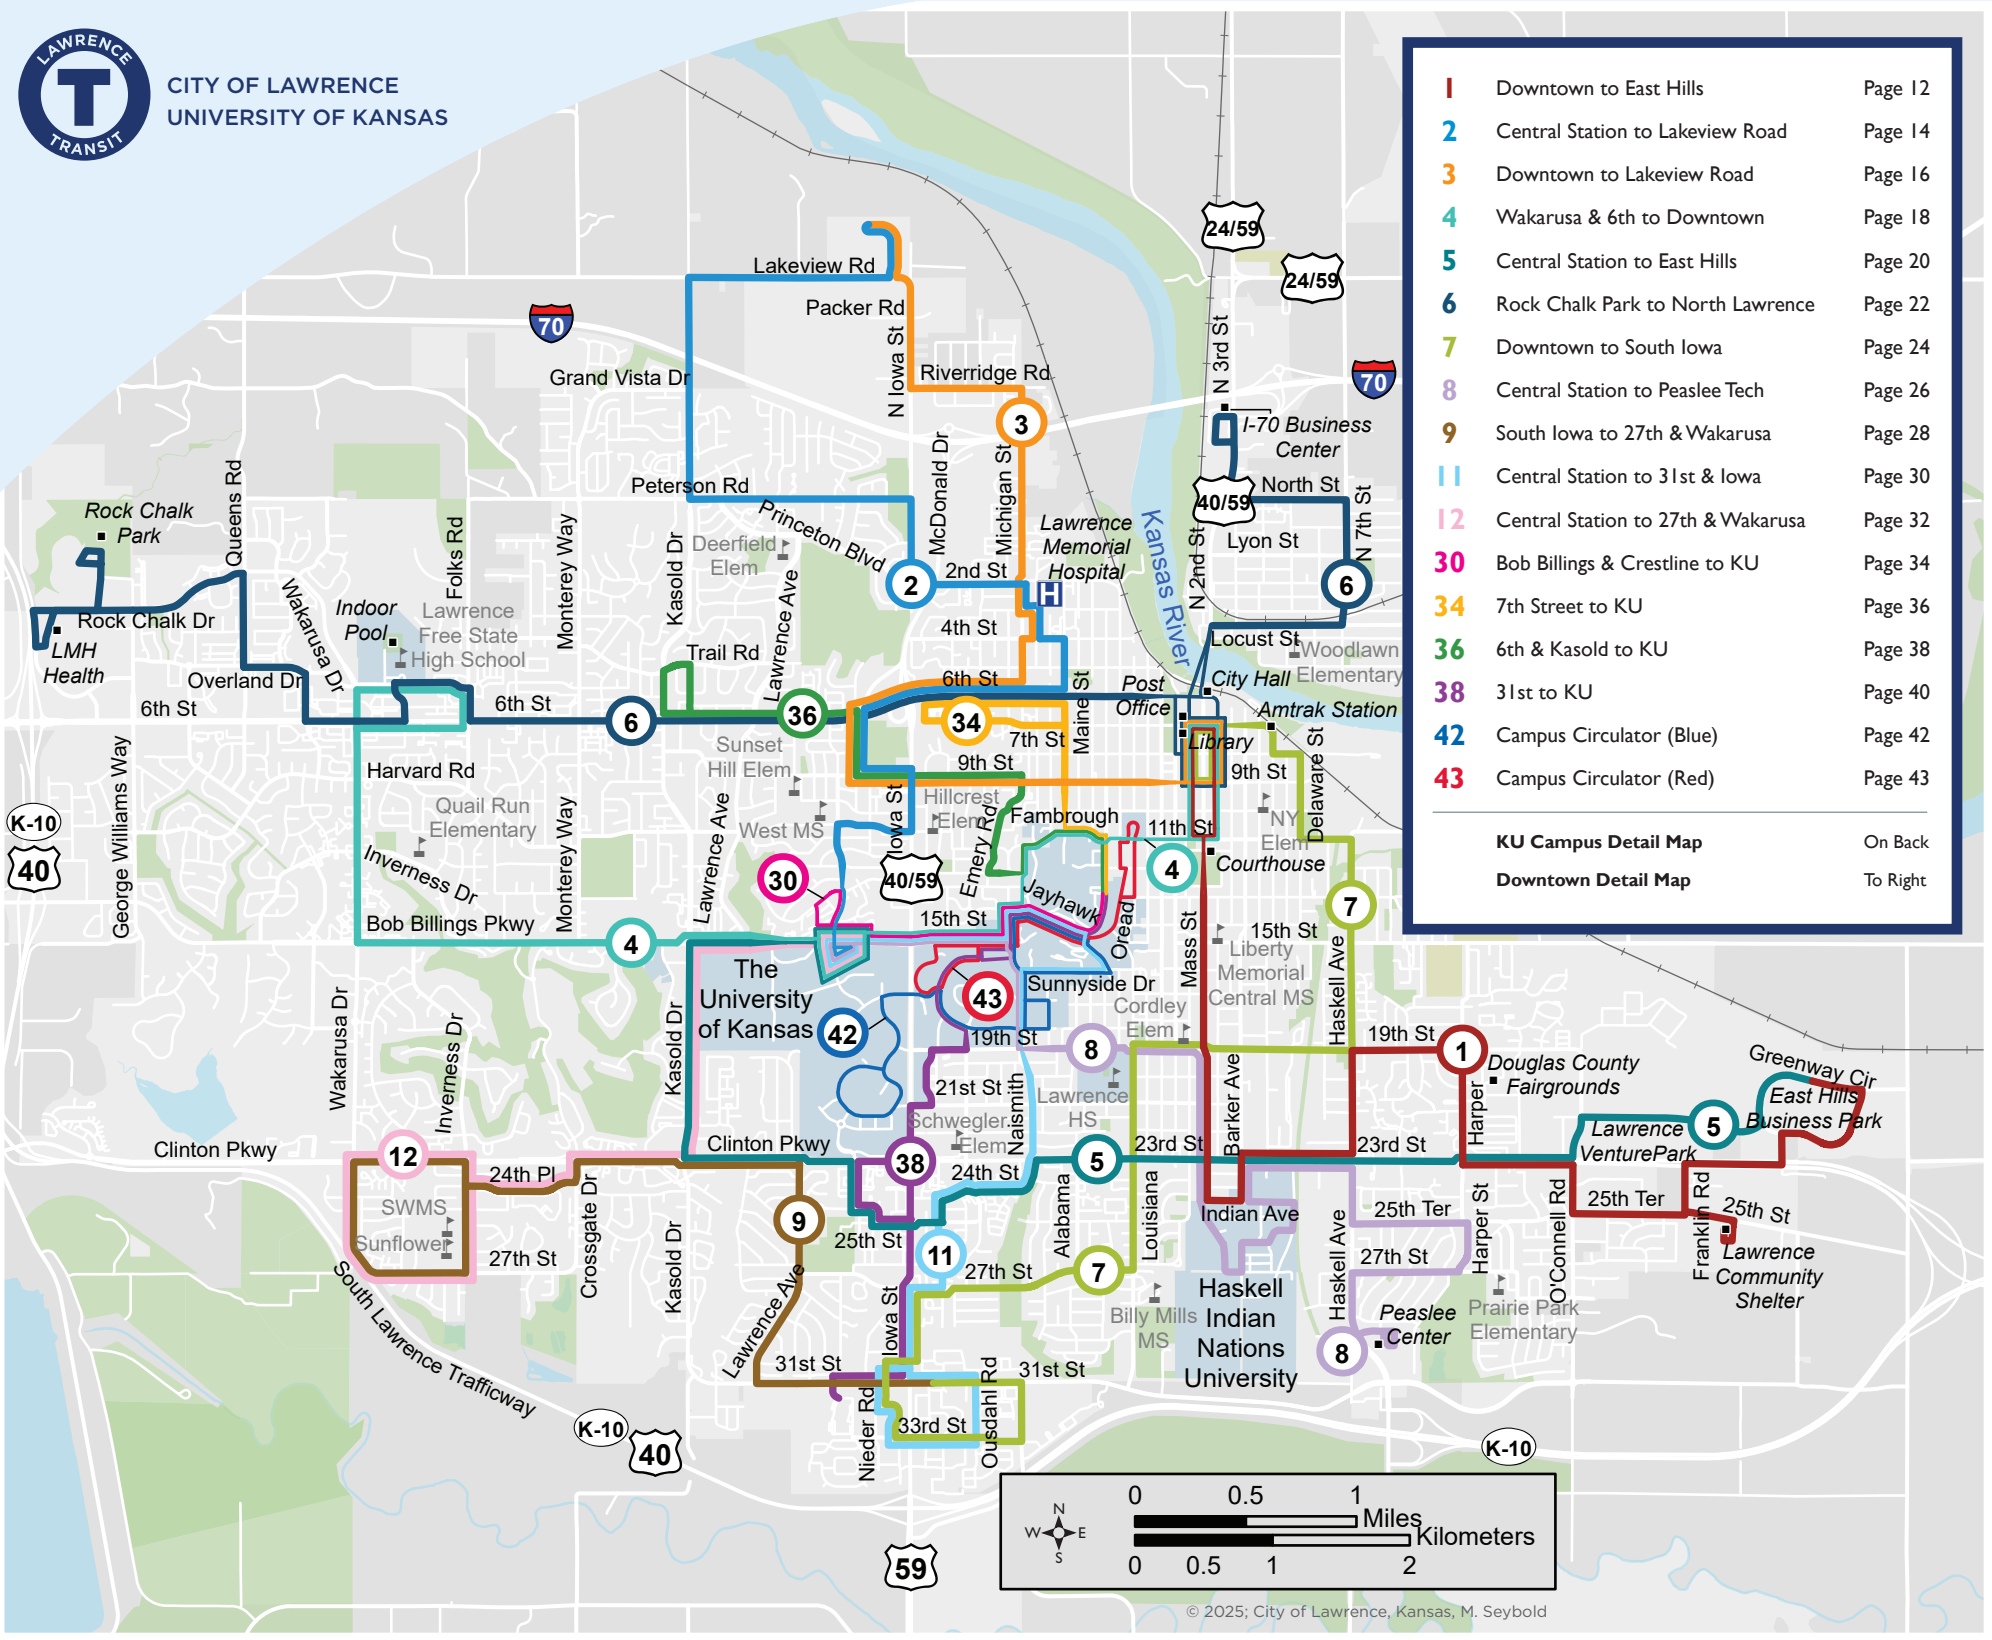 LAWRENCE
T
TRANSIT
CITY OF LAWRENCE
UNIVERSITY OF KANSAS
1 Downtown to East Hills Page 12
2 Central Station to Lakeview Road Page 14
3 Downtown to Lakeview Road Page 16
4 Wakarusa & 6th to Downtown Page 18
5 Central Station to East Hills Page 20
6 Rock Chalk Park to North Lawrence Page 22
7 Downtown to South Iowa Page 24
8 Central Station to Peaslee Tech Page 26
9 South Iowa to 27th & Wakarusa Page 28
11 Central Station to 31st & Iowa Page 30
12 Central Station to 27th & Wakarusa Page 32
30 Bob Billings & Crestline to KU Page 34
34 7th Street to KU Page 36
36 6th & Kasold to KU Page 38
38 31st to KU Page 40
42 Campus Circulator (Blue) Page 42
43 Campus Circulator (Red) Page 43
KU Campus Detail Map On Back
Downtown Detail Map To Right
24/59
24/59
Lakeview Rd
Packer Rd
70
N Iowa St
N 3rd St
Grand Vista Dr
Riverridge Rd
70
3
I-70 Business
Center
McDonald Dr
Michigan St
Queens Rd
Peterson Rd
40/59
North St
N 7th St
Rock Chalk
Park
Folks Rd
Monterey Way
Kasold Dr
Princeton Blvd
Lawrence
Memorial
Hospital
Kansas River
N 2nd St
Lyon St
Deerfield
Elem
2
2nd St
H
6
Wakarusa Dr
Indoor
Pool
Lawrence
Free State
High School
Lawrence Ave
Rock Chalk Dr
4th St
Locust St
Woodlawn
Elementary
LMH
Health
Trail Rd
Overland Dr
6th St
Maine St
Post
Office
City Hall
6th St
6th St
6
36
34
7th St
Amtrak Station
Library
Delaware St
George Williams Way
Sunset
Hill Elem
9th St
9th St
Harvard Rd
Quail Run
Elementary
Monterey Way
Lawrence Ave
West MS
Iowa St
Hillcrest
Elem
Emery Rd
Fambrough
11th St
NY
Elem
K-10
40
Inverness Dr
30
40/59
4
Courthouse
Jayhawk
Bob Billings Pkwy
4
15th St
Oread
Mass St
15th St
7
Liberty
Memorial
Central MS
Haskell Ave
The
University
of Kansas
Sunnyside Dr
43
Cordley
Elem
Wakarusa Dr
Inverness Dr
Kasold Dr
42
19th St
8
19th St
1
Douglas County
Fairgrounds
Greenway Cir
East Hills
Business Park
Barker Ave
Harper
21st St
Naismith
Lawrence
HS
Schwegler
Elem
Clinton Pkwy
12
Clinton Pkwy
38
24th St
5
23rd St
23rd St
Lawrence
VenturePark
5
24th Pl
SWMS
Sunflower
Crossgate Dr
Kasold Dr
9
25th St
Alabama
Louisiana
Indian Ave
Haskell Ave
25th Ter
Harper St
O'Connell Rd
25th Ter
Franklin Rd
25th St
27th St
11
27th St
7
27th St
Lawrence
Community
Shelter
South Lawrence Trafficway
Lawrence Ave
Iowa St
Billy Mills
MS
Haskell
Indian
Nations
University
Peaslee
Center
8
Prairie Park
Elementary
31st St
31st St
Nieder Rd
33rd St
Ousdahl Rd
K-10
40
K-10
59
N
W E
S
0 0.5 1
Miles
Kilometers
0 0.5 1 2
© 2025; City of Lawrence, Kansas, M. Seybold